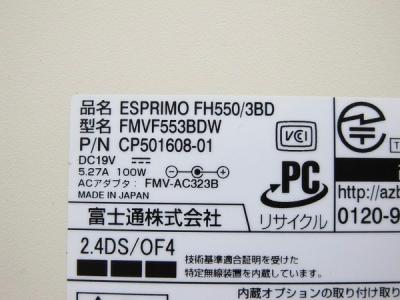 品名 ESPRIMO FH550/3BD
型名 FMVF553BDW
P/N CP501608-01
DC19V
5.27A 100W
ACアダプタ： FMV-AC323B
MADE IN JAPAN
VCI
富士通株式会社
PC
リサイクル
http://azb
0120-9
2.4DS/OF4
技術基準適合証明を受けた
特定無線装置を内蔵しています。
内蔵オプションの取り付け取り